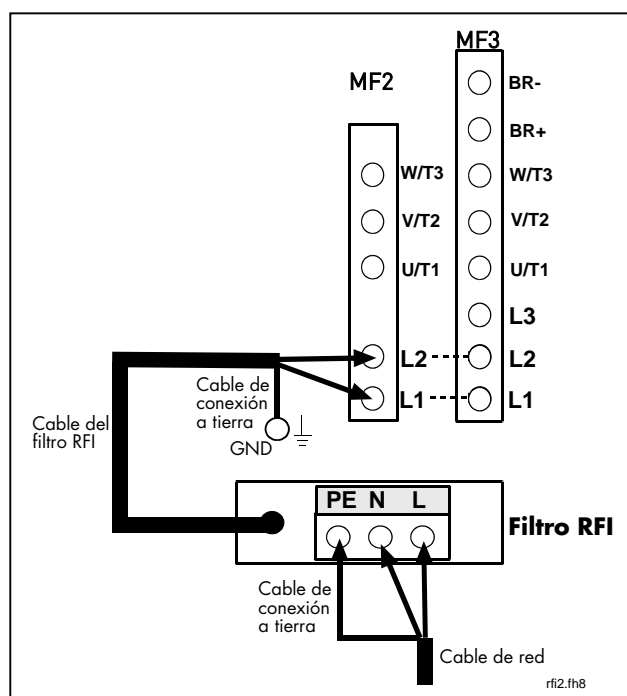 MF3
MF2
BR-
BR+
W/T3
W/T3
V/T2
V/T2
U/T1
U/T1
L3
L2
L2
L1
L1
Cable de
conexión
a tierra
GND
Cable del
filtro RFI
PE N L
Filtro RFI
Cable de
conexión
a tierra
Cable de red
rfi2.fh8